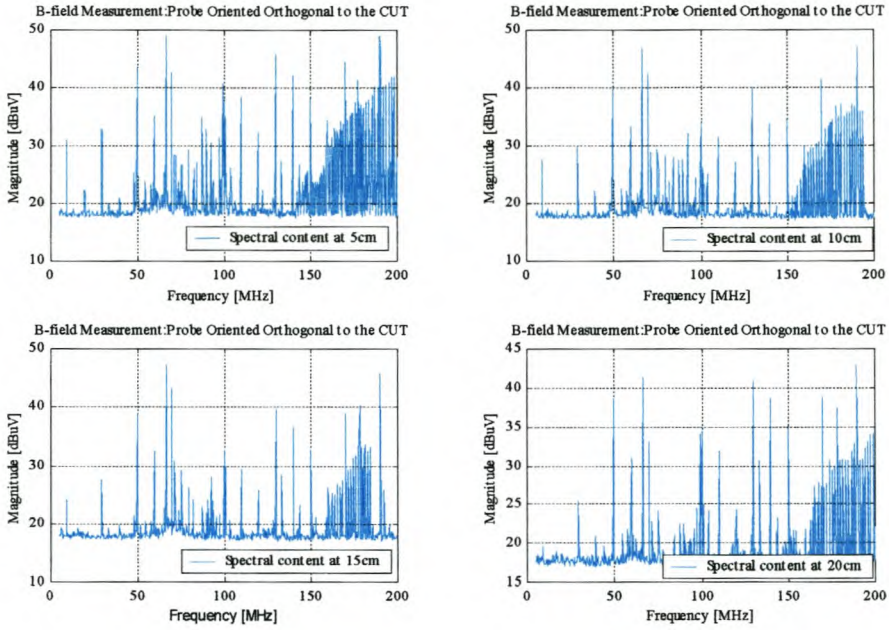 B-field Measurement:Probe Oriented Orthogonal to the CUT
50
40
30
20
10
0
50
100
150
200
Magnitude [dBuV]
Frequency [MHz]
Spectral content at 5cm
B-field Measurement:Probe Oriented Orthogonal to the CUT
50
40
30
20
10
0
50
100
150
200
Magnitude [dBuV]
Frequency [MHz]
Spectral content at 10cm
B-field Measurement:Probe Oriented Orthogonal to the CUT
50
40
30
20
10
0
50
100
150
200
Magnitude [dBuV]
Frequency [MHz]
Spectral content at 15cm
B-field Measurement:Probe Oriented Orthogonal to the CUT
45
40
35
30
25
20
15
0
50
100
150
200
Magnitude [dBuV]
Frequency [MHz]
Spectral content at 20cm